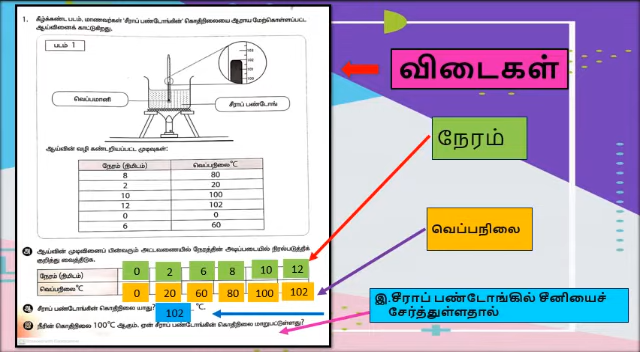 1. கீழ்க்கண்ட படம், மாணவர்கள் 'சீராப் பண்டோங்கின்' கொதிநிலையை ஆராய மேற்கொள்ளப்பட்ட
ஆய்வினைக் காட்டுகிறது.
படம் 1
வெப்பமானி
சீராப் பண்டோங்
ஆய்வின் வழி கண்டறியப்பட்ட முடிவுகள்:
நேரம் (நிமிடம்) வெப்பநிலை °C
8 80
2 20
10 100
12 102
0 0
6 60
ஆய்வின் முடிவினைப் பின்வரும் அட்டவணையில் நேரத்தின் அடிப்படையில் நிரல்படுத்திக்
குறித்து வைத்திடுக.
நேரம் (நிமிடம்) 0 2 6 8 10 12
வெப்பநிலை °C 0 20 60 80 100 102
சீராப் பண்டோங்கின் கொதிநிலை யாது? 102 °C.
நீரின் கொதிநிலை 100°C ஆகும். ஏன் சீராப் பண்டோங்கின் கொதிநிலை மாறுபட்டுள்ளது?
விடைகள்
நேரம்
வெப்பநிலை
இ.சீராப் பண்டோங்கில் சீனியைச்
சேர்த்துள்ளதால்